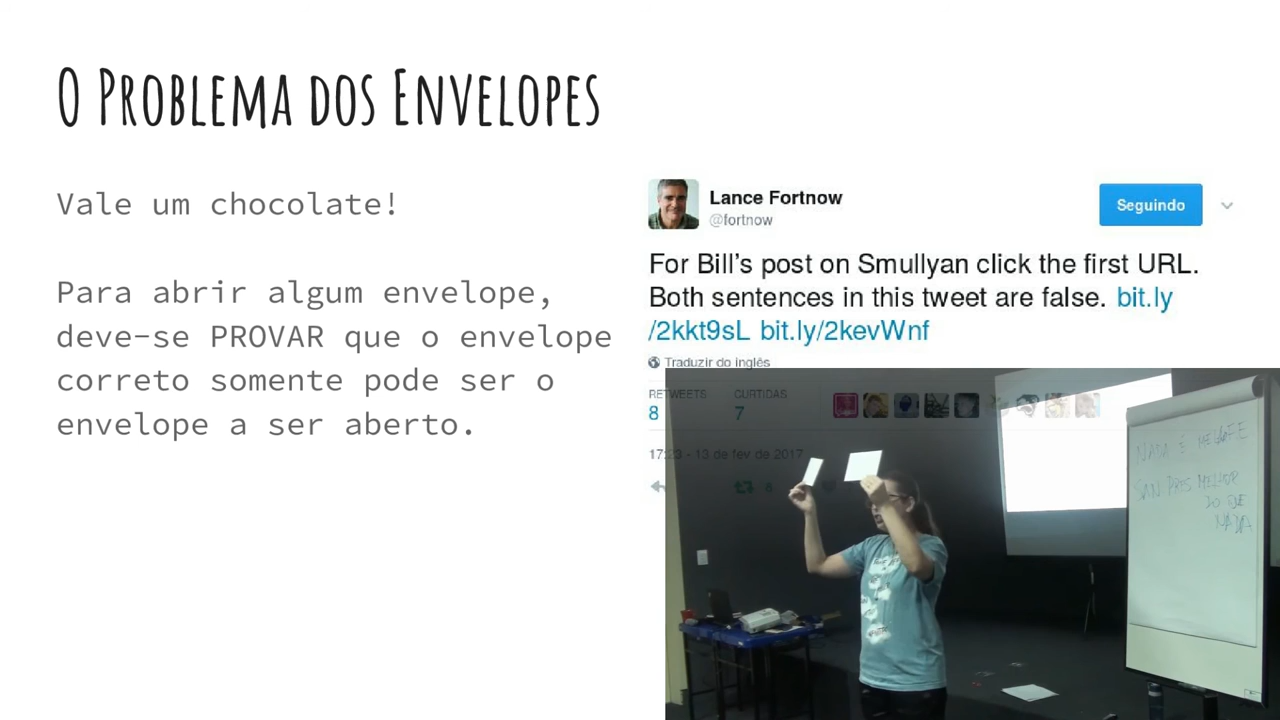 O Problema dos Envelopes
Vale um chocolate!
Para abrir algum envelope,
deve-se PROVAR que o envelope
correto somente pode ser o
envelope a ser aberto.
Lance Fortnow
@fortnow
Seguindo
For Bill's post on Smullyan click the first URL.
Both sentences in this tweet are false. bit.ly
/2kkt9sL bit.ly/2kevWnf
Traduzir do inglês
RETWEETS
8
CURTIDAS
7
17:23 - 13 de fev de 2017
6
NADA É
MELHOR
DO QUE
NADA